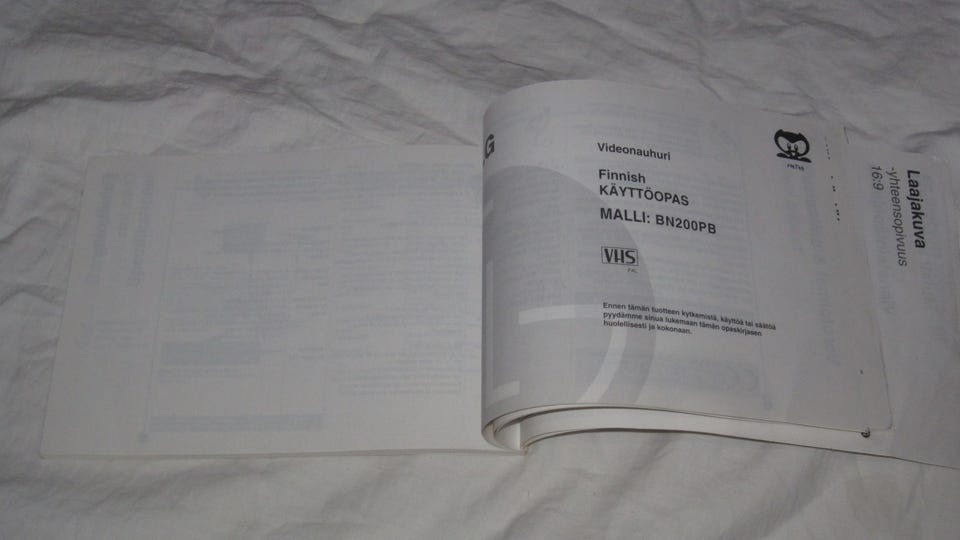 G
Videonauhuri
Finnish
KÄYTTÖOPAS
MALLI: BN200PB
VHS
PAL
Ennen tämän tuotteen kytkemistä, käyttöä tai säätöä
pyydämme sinua lukemaan tämän opaskirjasen
huolellisesti ja kokonaan.
Laajakuva
-yhteensopivuus
16:9